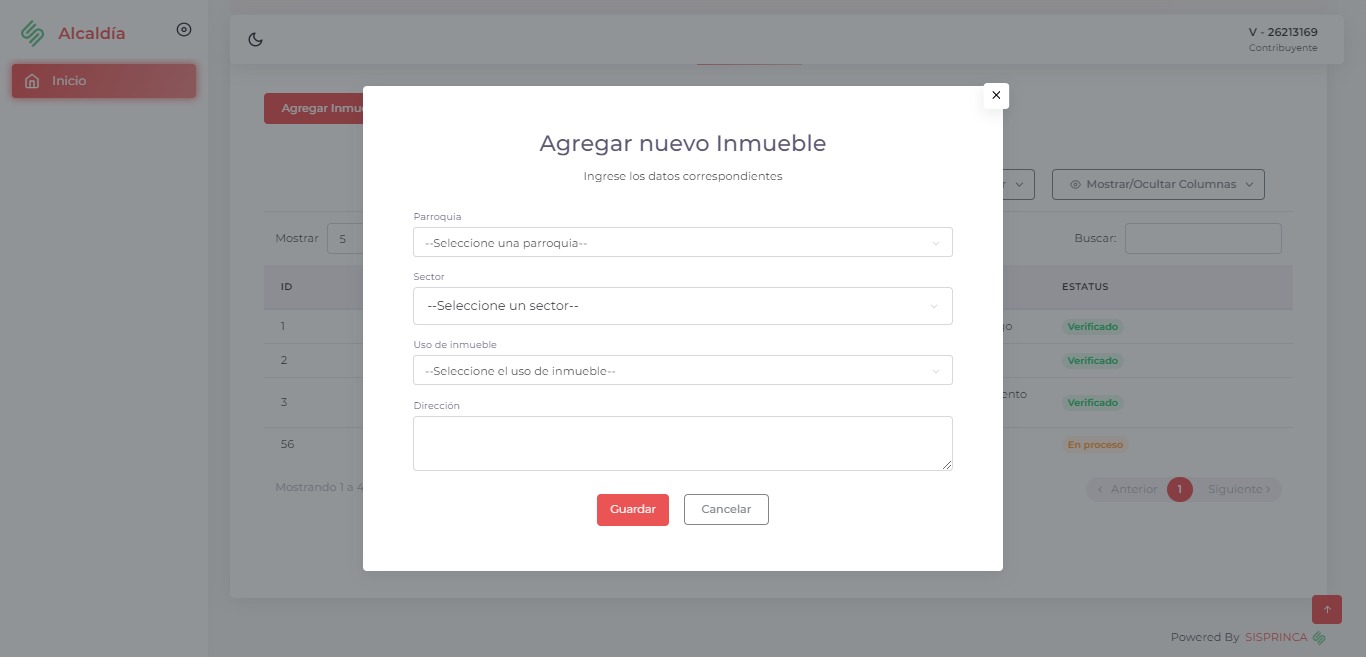 Alcaldía
Inicio
V - 26213169
Contribuyente
Agregar Inmu
×
Agregar nuevo Inmueble
Ingrese los datos correspondientes
Mostrar/Ocultar Columnas
Parroquia
--Seleccione una parroquia--
Mostrar 5
Buscar:
Sector
--Seleccione un sector--
ID
ESTATUS
1
Verificado
Uso de inmueble
--Seleccione el uso de inmueble--
2
Verificado
3
ento
Verificado
Dirección
56
En proceso
Mostrando 1 a 4
Anterior 1 Siguiente
Guardar
Cancelar
Powered By SISPRINCA